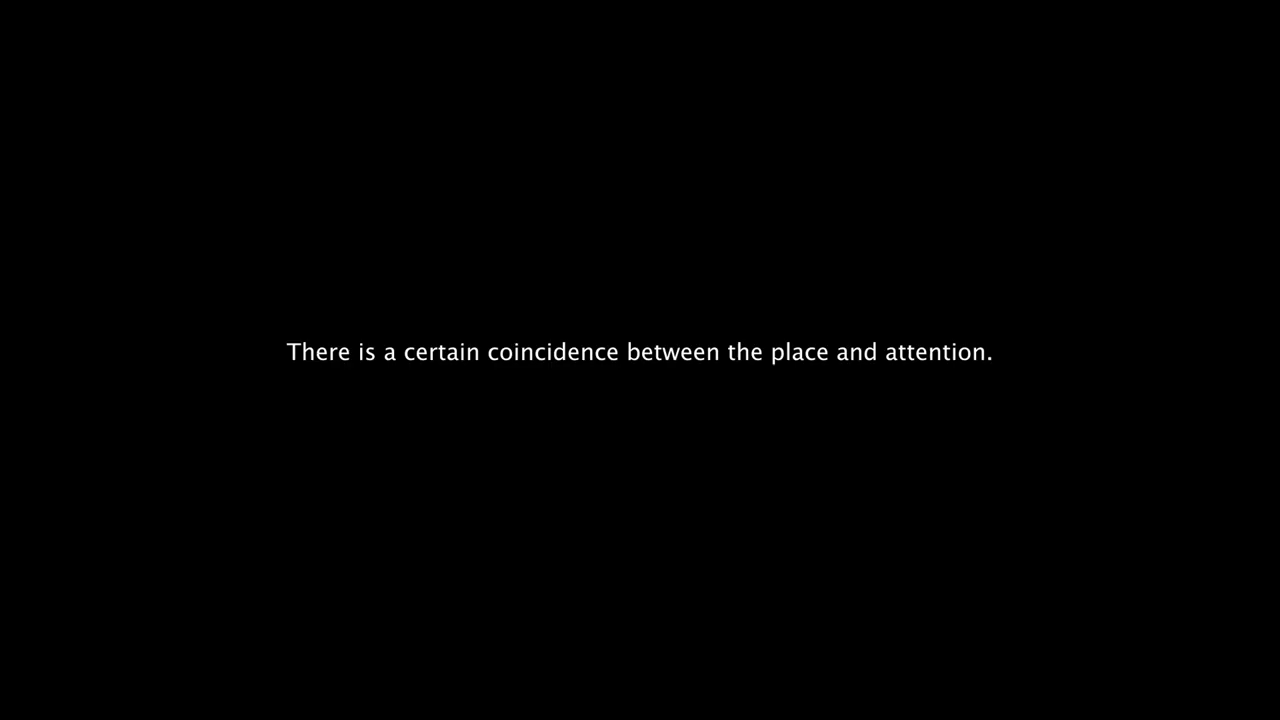 There is a certain coincidence between the place and attention.